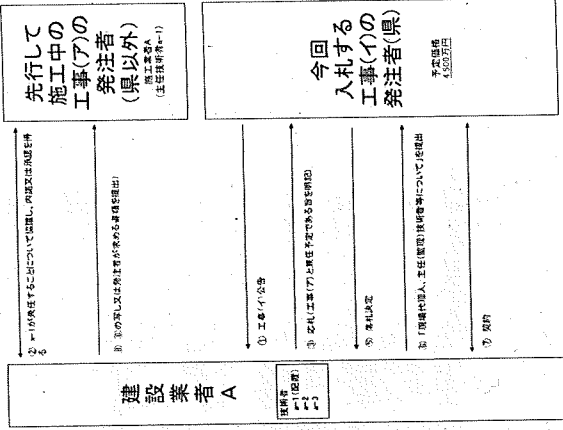 先行して
施工中の
工事(ア)の
発注者
(県以外)
施工業者A
(主任技術者a-1)
今回
入札する
工事(イ)の
発注者(県)
予定価格
4,500万円
② a-1が兼任することについて協議し、内諾又は承諾を得
る
⑧ ⑥の写し又は発注者が求める書類を提出
① 工事(イ)公告
③ 応札(工事(ア)と兼任予定である旨を明記)
⑤ 落札決定
⑥ 「現場代理人、主任(監理)技術者等について」を提出
⑦ 契約
建設業者A
技術者
a-1(配置)
a-2
a-3